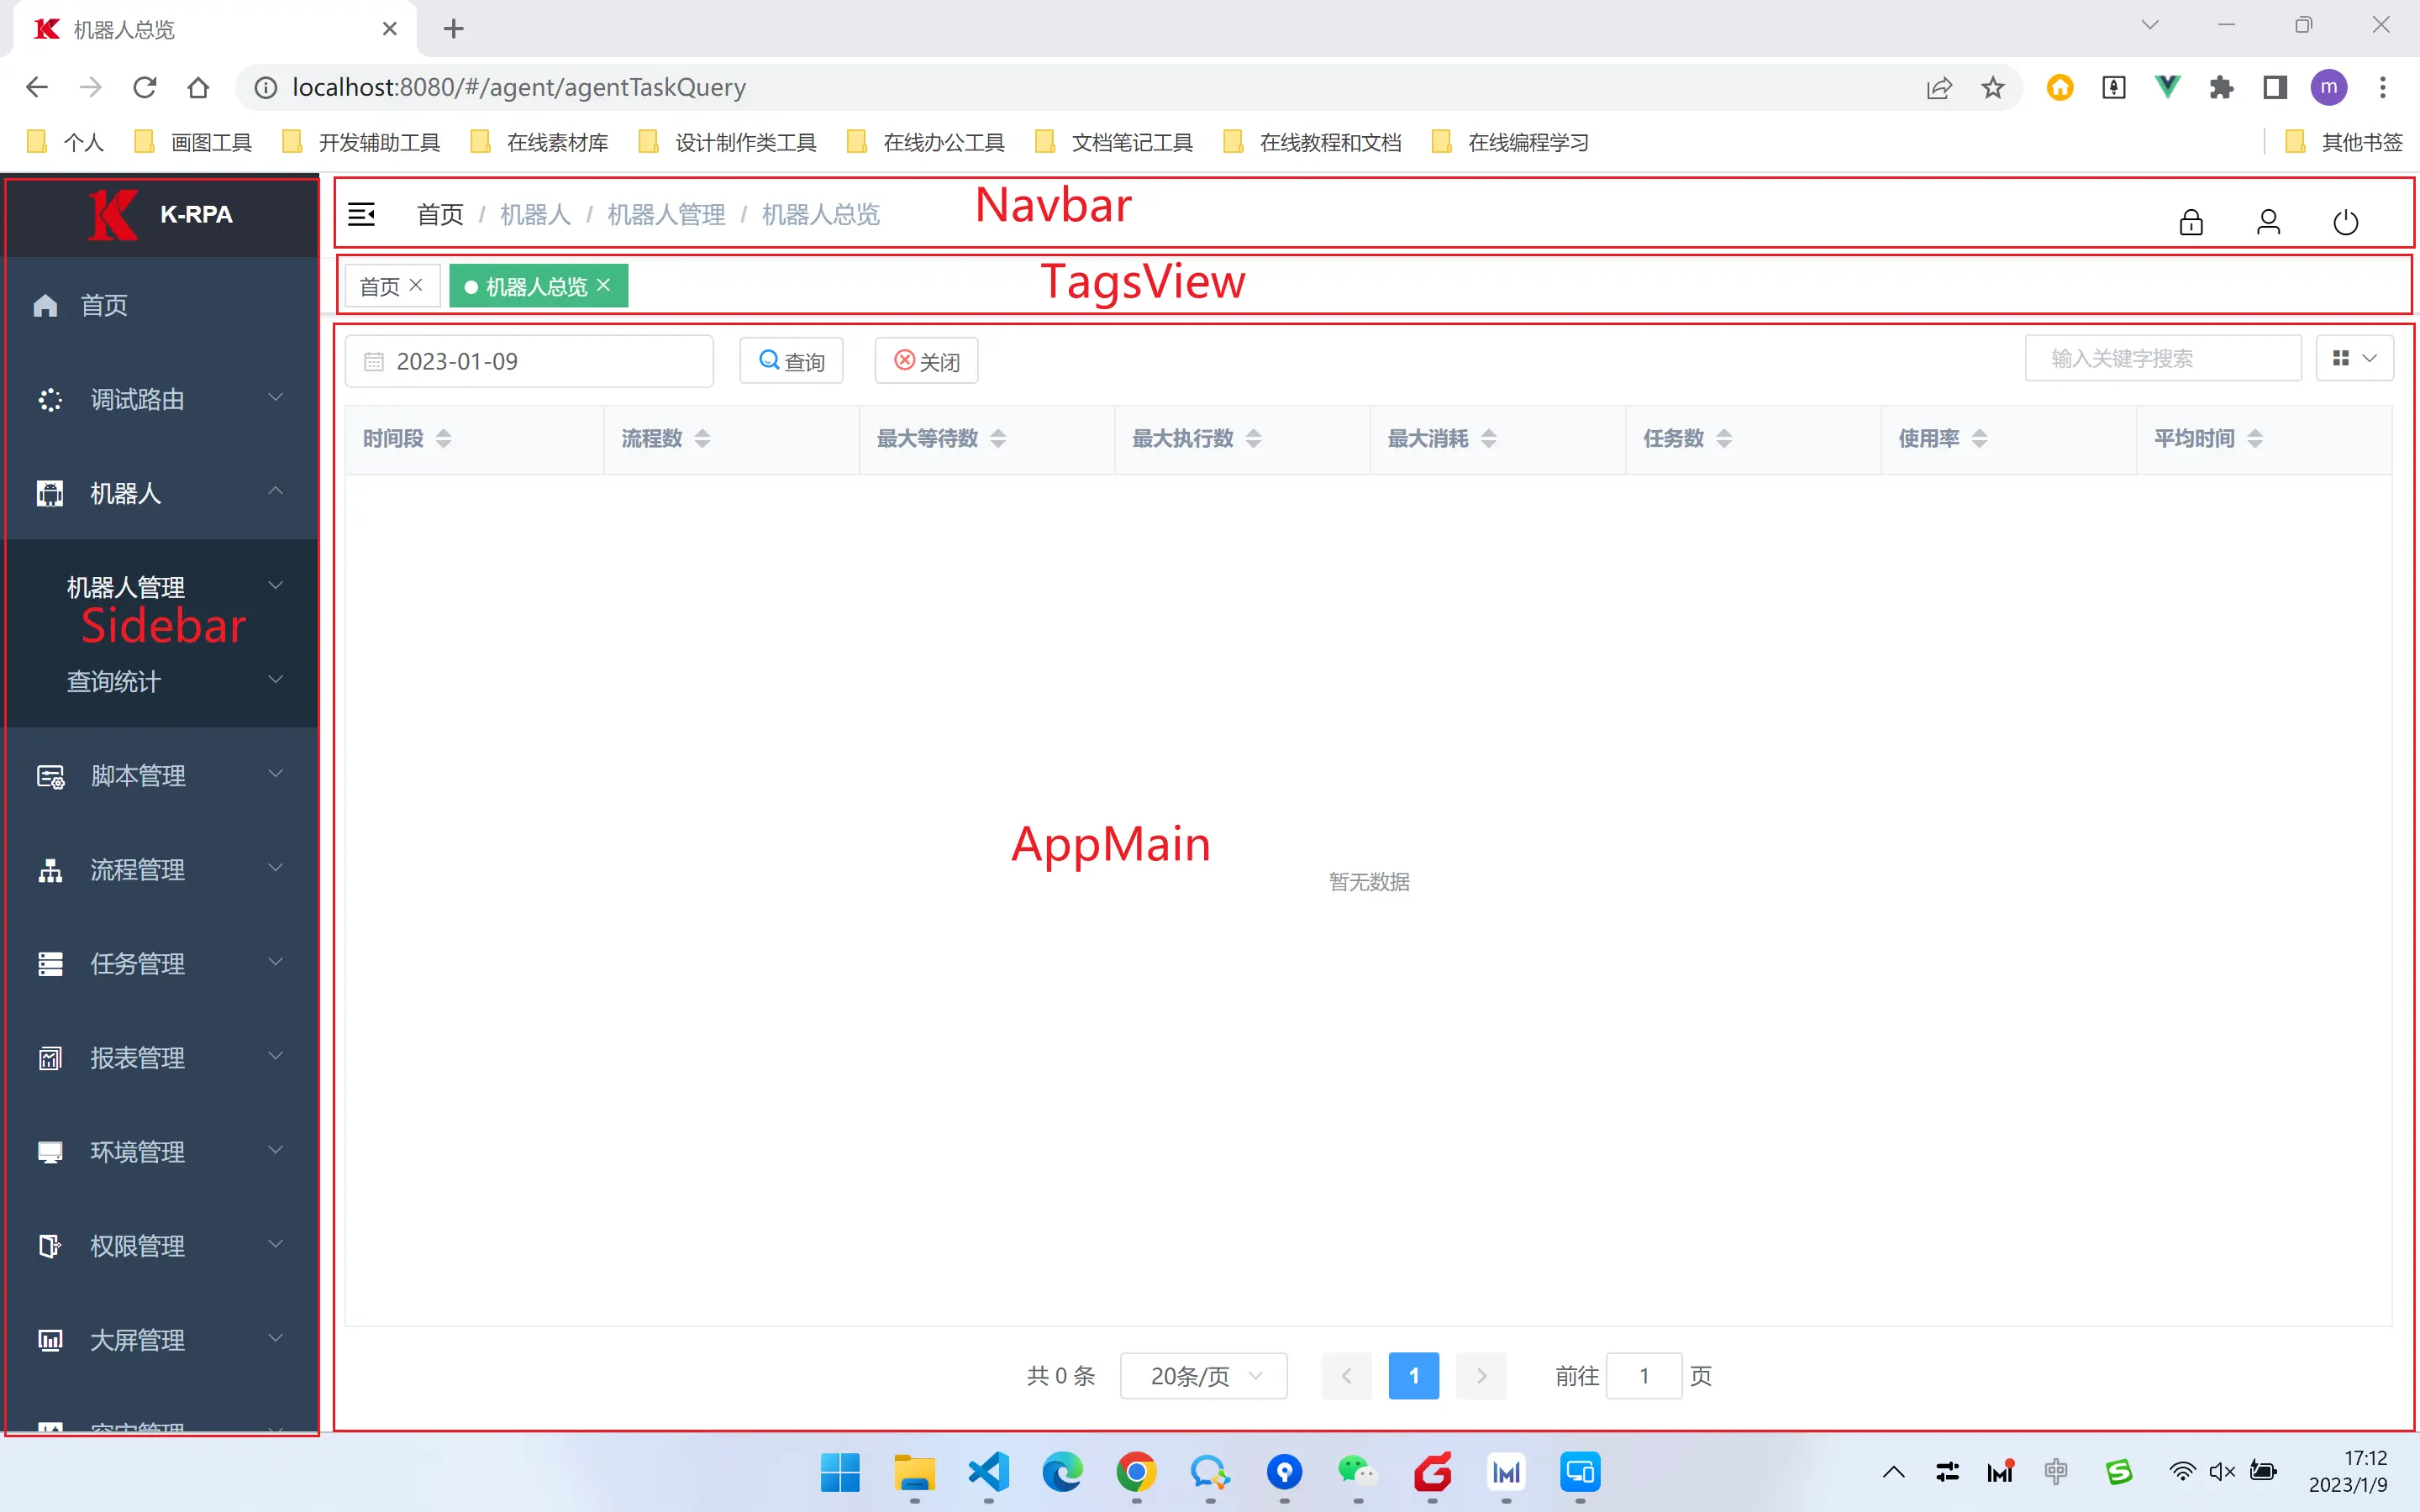 机器人总览
localhost:8080/#/agent/agentTaskQuery
m
个人 画图工具 开发辅助工具 在线素材库 设计制作类工具 在线办公工具 文档笔记工具 在线教程和文档 在线编程学习 其他书签
K-RPA
首页 / 机器人 / 机器人管理 / 机器人总览
Navbar
首页 机器人总览
TagsView
首页
调试路由
机器人
机器人管理
Sidebar
查询统计
脚本管理
流程管理
任务管理
报表管理
环境管理
权限管理
大屏管理
2023-01-09 查询 关闭 输入关键字搜索
时间段 流程数 最大等待数 最大执行数 最大消耗 任务数 使用率 平均时间
AppMain
暂无数据
共 0 条 20条/页 1 前往 1 页
中
17:12
2023/1/9